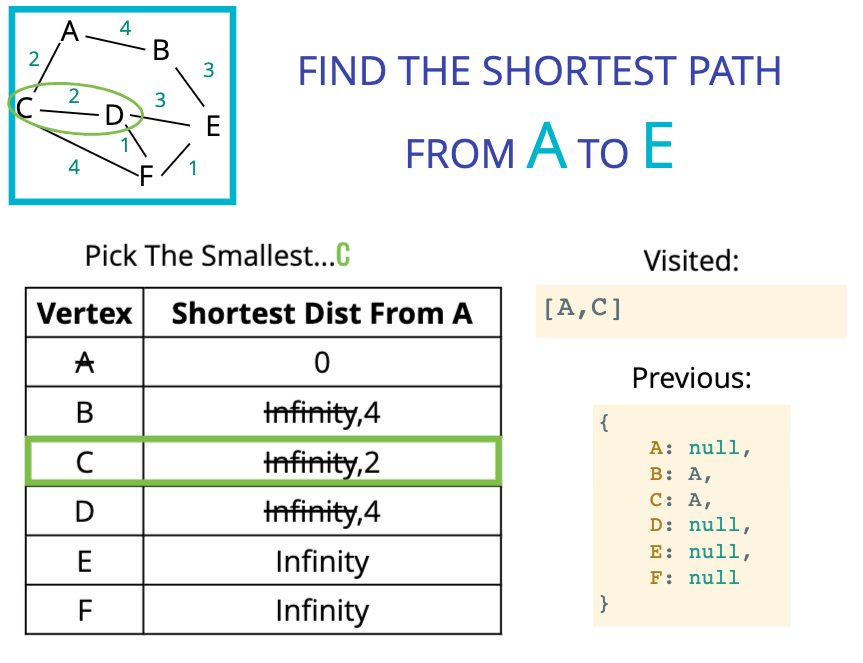 A 4 B
2 3
C 2 D 3 E
1
4 F 1
FIND THE SHORTEST PATH
FROM A TO E
Pick The Smallest...C
Vertex Shortest Dist From A
A 0
B Infinity,4
C Infinity,2
D Infinity,4
E Infinity
F Infinity
Visited:
[A,C]
Previous:
{
A: null,
B: A,
C: A,
D: null,
E: null,
F: null
}